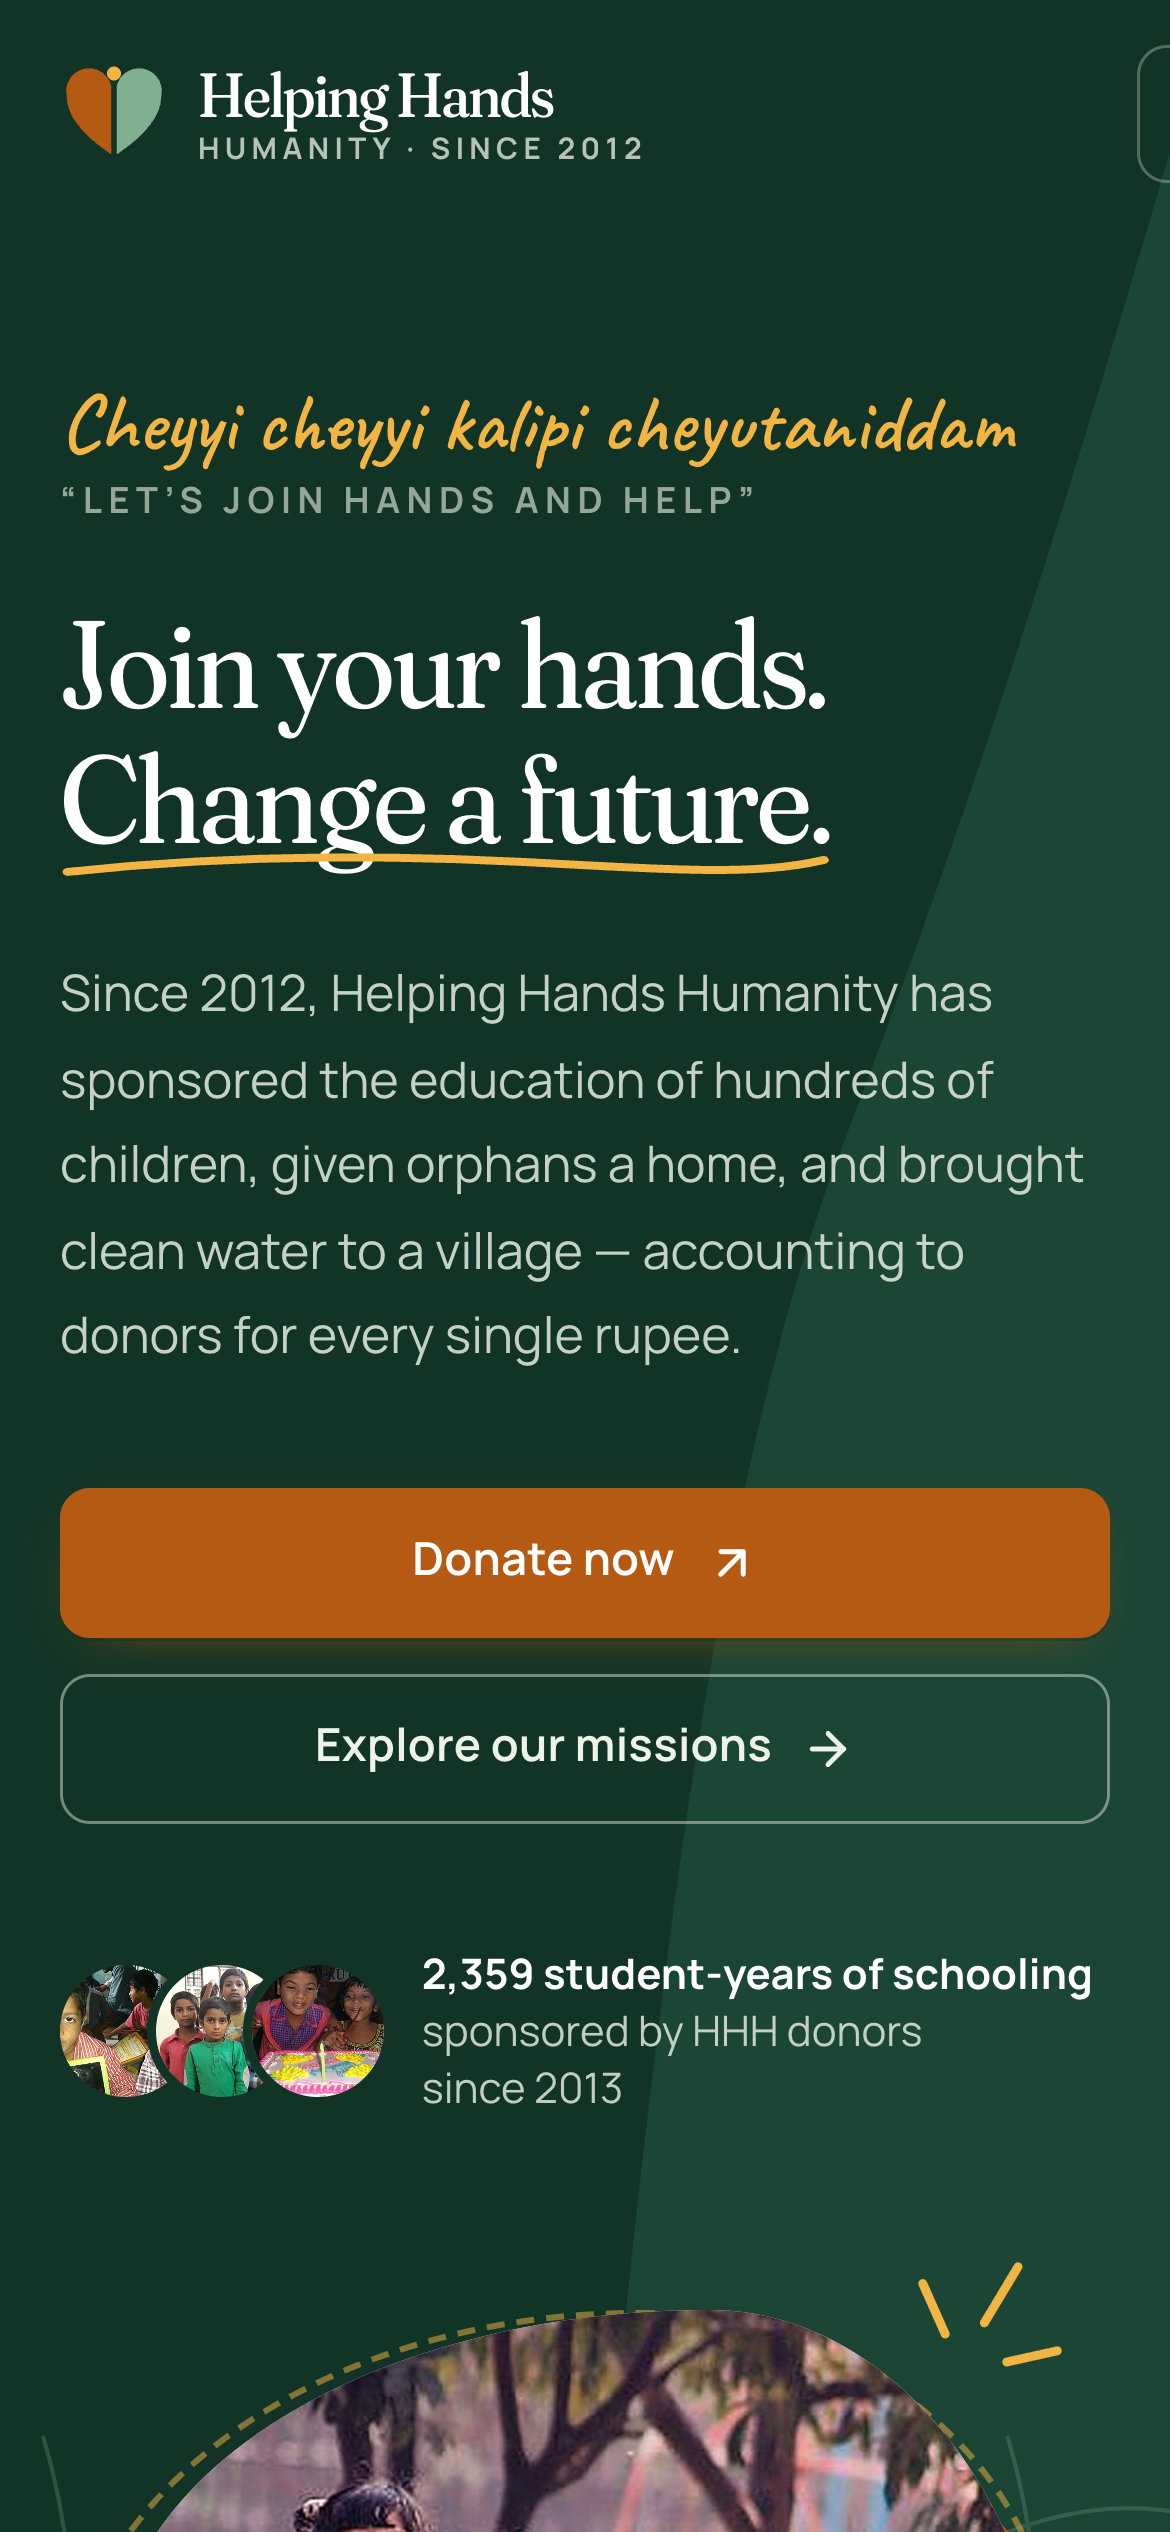 Helping Hands
HUMANITY · SINCE 2012
Cheyyi cheyyi kalipi cheyutaniddam
“LET’S JOIN HANDS AND HELP”
Join your hands.
Change a future.
Since 2012, Helping Hands Humanity has
sponsored the education of hundreds of
children, given orphans a home, and brought
clean water to a village — accounting to
donors for every single rupee.
Donate now
Explore our missions
2,359 student-years of schooling
sponsored by HHH donors
since 2013